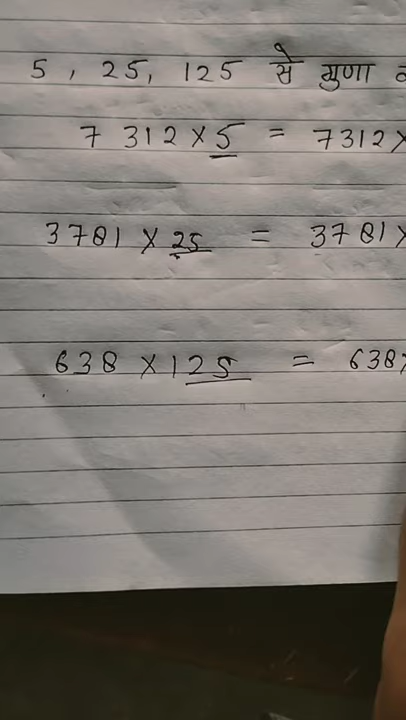 5, 25, 125 से गुणा
7312 × 5 = 7312 ×
3781 × 25 = 3781 ×
638 × 125 = 638 ×